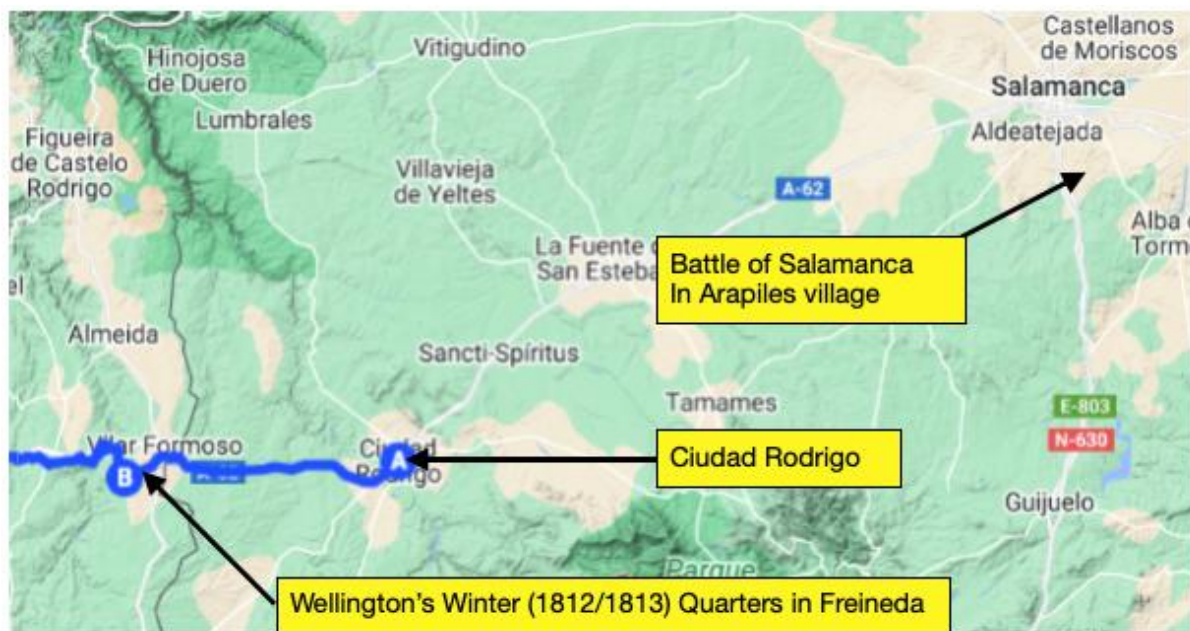 Castellanos
de Moriscos
Hinojosa
de Duero
Vitigudino
Salamanca
Lumbrales
Aldeatejada
Figueira
de Castelo
Rodrigo
Villavieja
de Yeltes
A-62
Alba
Torm
La Fuente
San Esteba
Battle of Salamanca
In Arapiles village
el
Almeida
Sancti-Spíritus
Tamames
E-803
N-630
Vilar Formoso
Ciudad
Rodrigo
A
B
Ciudad Rodrigo
Guijuelo
Parque
Wellington's Winter (1812/1813) Quarters in Freineda